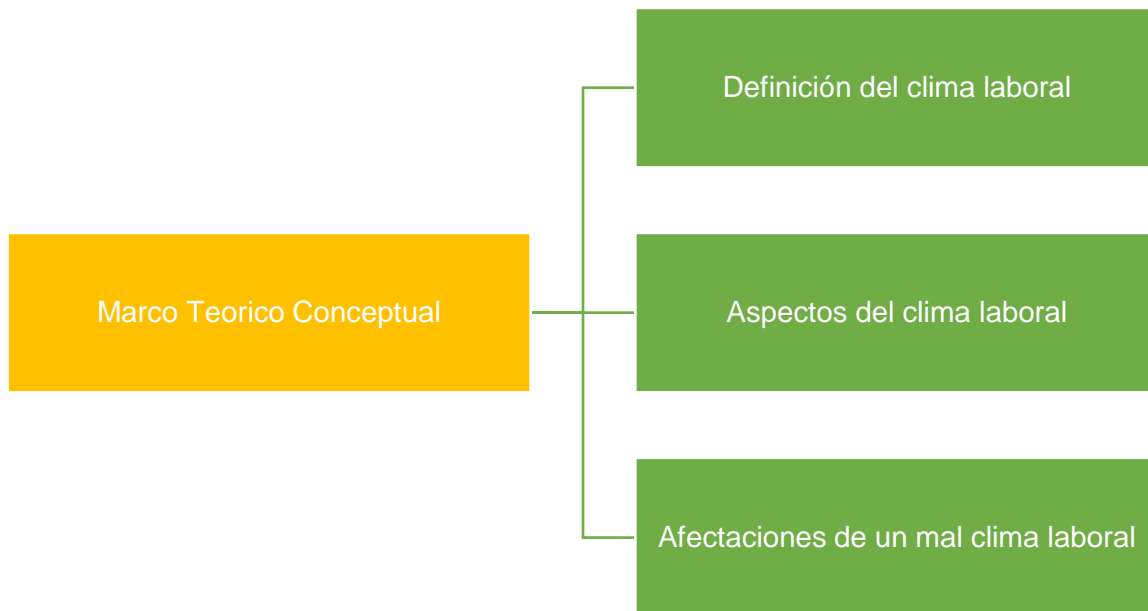 Definición del clima laboral
Marco Teorico Conceptual
Aspectos del clima laboral
Afectaciones de un mal clima laboral